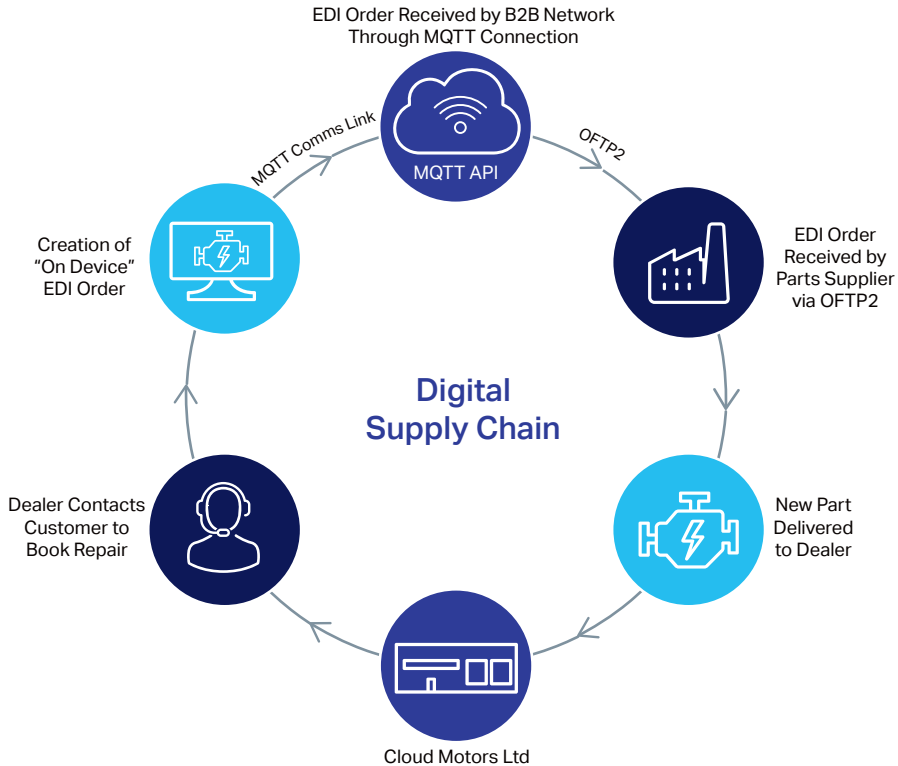 EDI Order Received by B2B Network
Through MQTT Connection
MQTT Comms Link
OFTP2
MQTT API
Creation of
“On Device”
EDI Order
EDI Order
Received by
Parts Supplier
via OFTP2
Digital
Supply Chain
Dealer Contacts
Customer to
Book Repair
New Part
Delivered
to Dealer
Cloud Motors Ltd